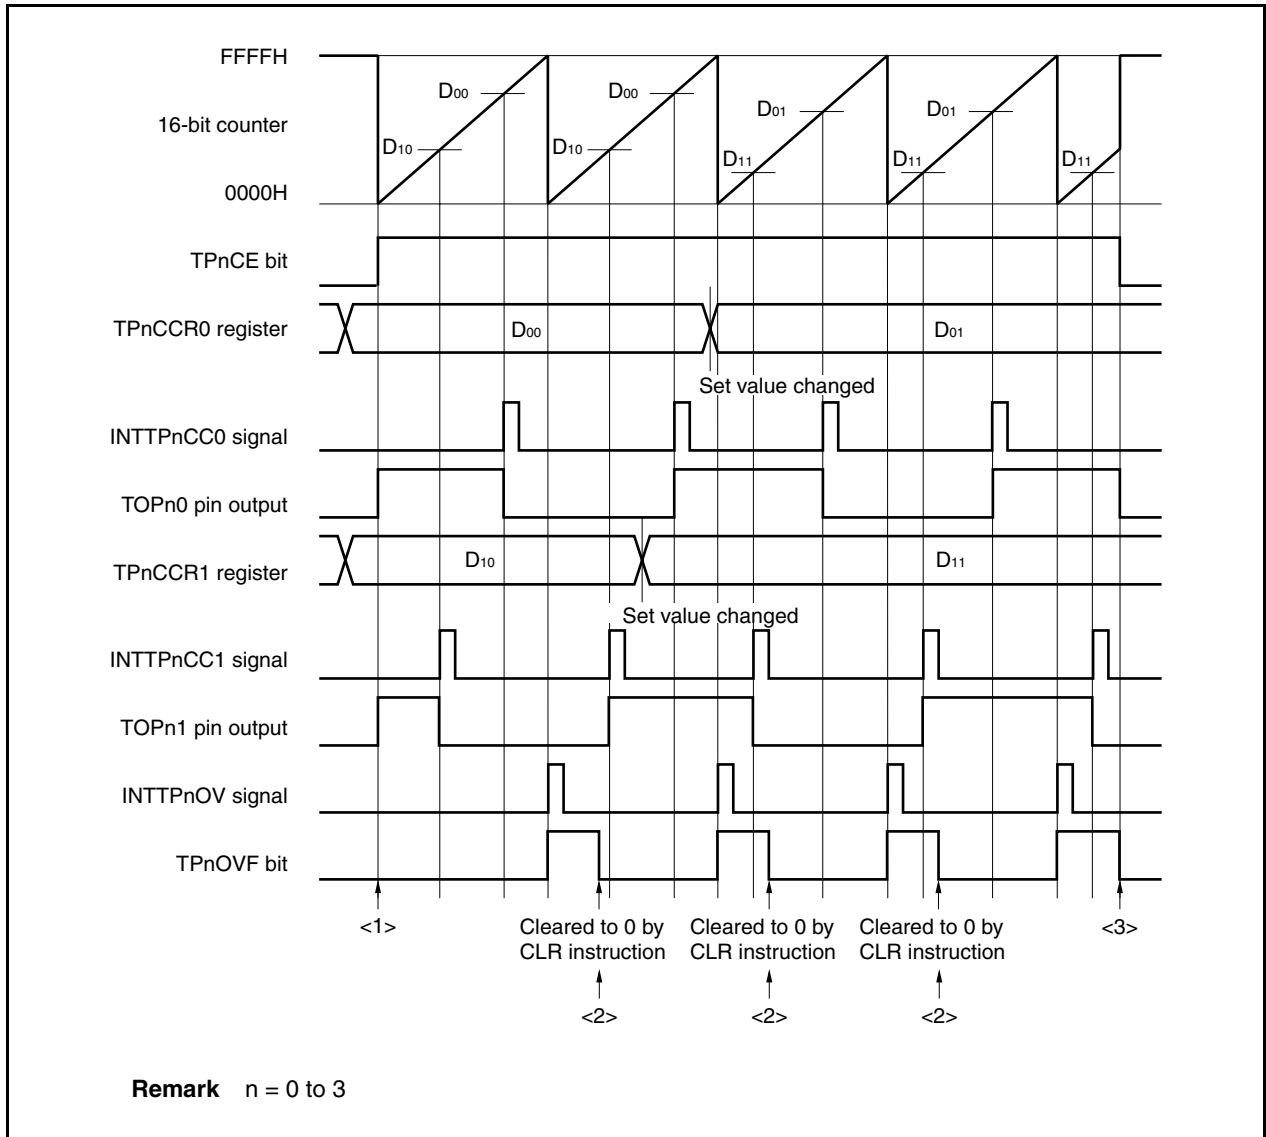 FFFFH
D00
D00
D01
D01
16-bit counter
D10
D10
D11
D11
D11
0000H
TPnCE bit
TPnCCR0 register
D00
D01
Set value changed
INTTPnCC0 signal
TOPn0 pin output
TPnCCR1 register
D10
D11
Set value changed
INTTPnCC1 signal
TOPn1 pin output
INTTPnOV signal
TPnOVF bit
<1>
Cleared to 0 by
CLR instruction
Cleared to 0 by
CLR instruction
Cleared to 0 by
CLR instruction
<3>
<2>
<2>
<2>
Remark n = 0 to 3